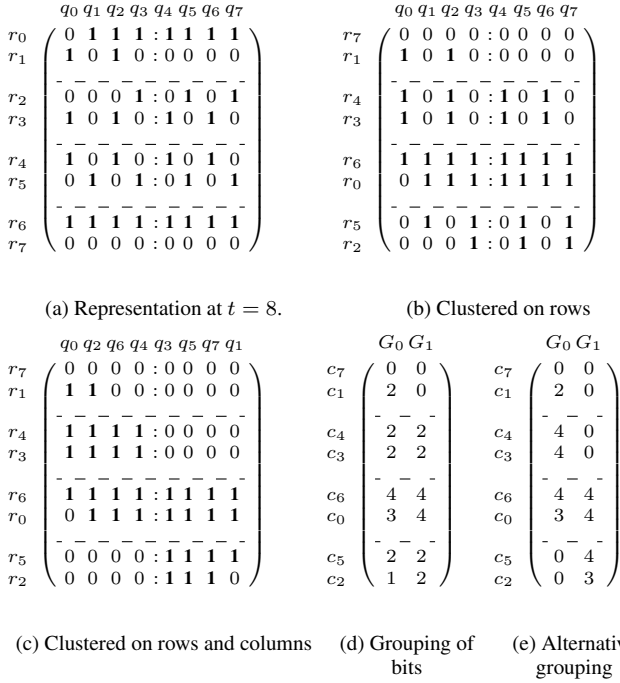 q0 q1 q2 q3 q4 q5 q6 q7
r0 0 1 1 1 : 1 1 1 1
r1 1 0 1 0 : 0 0 0 0
r2 0 0 0 1 : 0 1 0 1
r3 1 0 1 0 : 1 0 1 0
r4 1 0 1 0 : 1 0 1 0
r5 0 1 0 1 : 0 1 0 1
r6 1 1 1 1 : 1 1 1 1
r7 0 0 0 0 : 0 0 0 0
(a) Representation at t = 8.
q0 q1 q2 q3 q4 q5 q6 q7
r7 0 0 0 0 : 0 0 0 0
r1 1 0 1 0 : 0 0 0 0
r4 1 0 1 0 : 1 0 1 0
r3 1 0 1 0 : 1 0 1 0
r6 1 1 1 1 : 1 1 1 1
r0 0 1 1 1 : 1 1 1 1
r5 0 1 0 1 : 0 1 0 1
r2 0 0 0 1 : 0 1 0 1
(b) Clustered on rows
q0 q2 q6 q4 q3 q5 q7 q1
r7 0 0 0 0 : 0 0 0 0
r1 1 1 0 0 : 0 0 0 0
r4 1 1 1 1 : 0 0 0 0
r3 1 1 1 1 : 0 0 0 0
r6 1 1 1 1 : 1 1 1 1
r0 0 1 1 1 : 1 1 1 1
r5 0 0 0 0 : 1 1 1 1
r2 0 0 0 0 : 1 1 1 0
(c) Clustered on rows and columns
G0 G1
c7 0 0
c1 2 0
c4 2 2
c3 2 2
c6 4 4
c0 3 4
c5 2 2
c2 1 2
(d) Grouping of
bits
G0 G1
c7 0 0
c1 2 0
c4 4 0
c3 4 0
c6 4 4
c0 3 4
c5 0 4
c2 0 3
(e) Alternativ
grouping